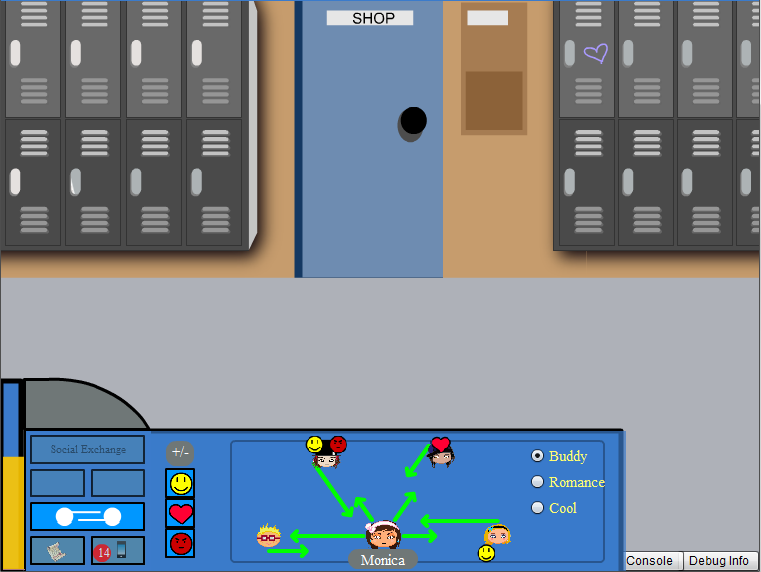 SHOP
Social Exchange
+/-
14
Monica
Buddy
Romance
Cool
Console
Debug Info